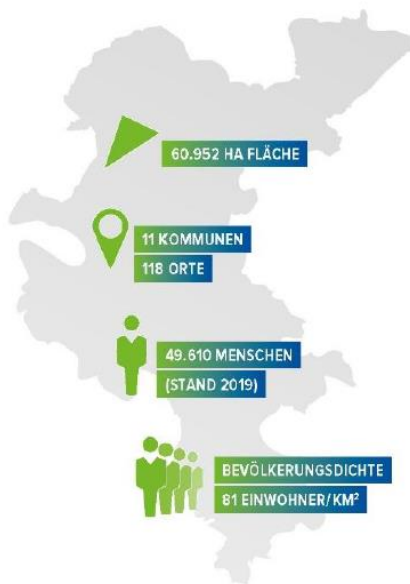 60.952 HA FLÄCHE
11 KOMMUNEN
118 ORTE
49.610 MENSCHEN
(STAND 2019)
BEVÖLKERUNGSDICHTE
81 EINWOHNER/KM²